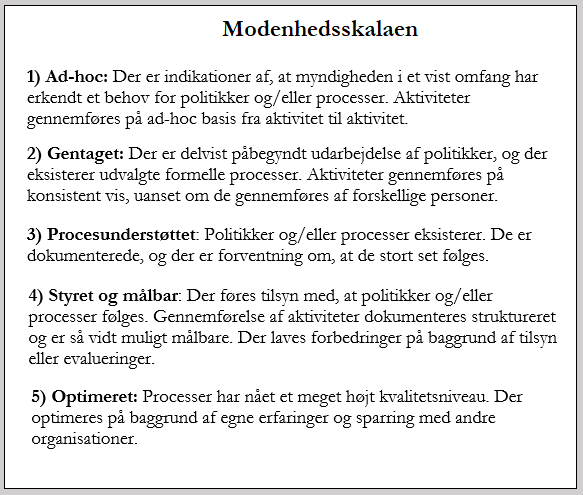 Modenhedsskalaen
1) Ad-hoc: Der er indikationer af, at myndigheden i et vist omfang har
erkendt et behov for politikker og/eller processer. Aktiviteter
gennemføres på ad-hoc basis fra aktivitet til aktivitet.
2) Gentaget: Der er delvist påbegyndt udarbejdelse af politikker, og der
eksisterer udvalgte formelle processer. Aktiviteter gennemføres på
konsistent vis, uanset om de gennemføres af forskellige personer.
3) Procesunderstøttet: Politikker og/eller processer eksisterer. De er
dokumenterede, og der er forventning om, at de stort set følges.
4) Styret og målbar: Der føres tilsyn med, at politikker og/eller
processer følges. Gennemførelse af aktiviteter dokumenteres struktureret
og er så vidt muligt målbare. Der laves forbedringer på baggrund af tilsyn
eller evalueringer.
5) Optimeret: Processer har nået et meget højt kvalitetsniveau. Der
optimeres på baggrund af egne erfaringer og sparring med andre
organisationer.